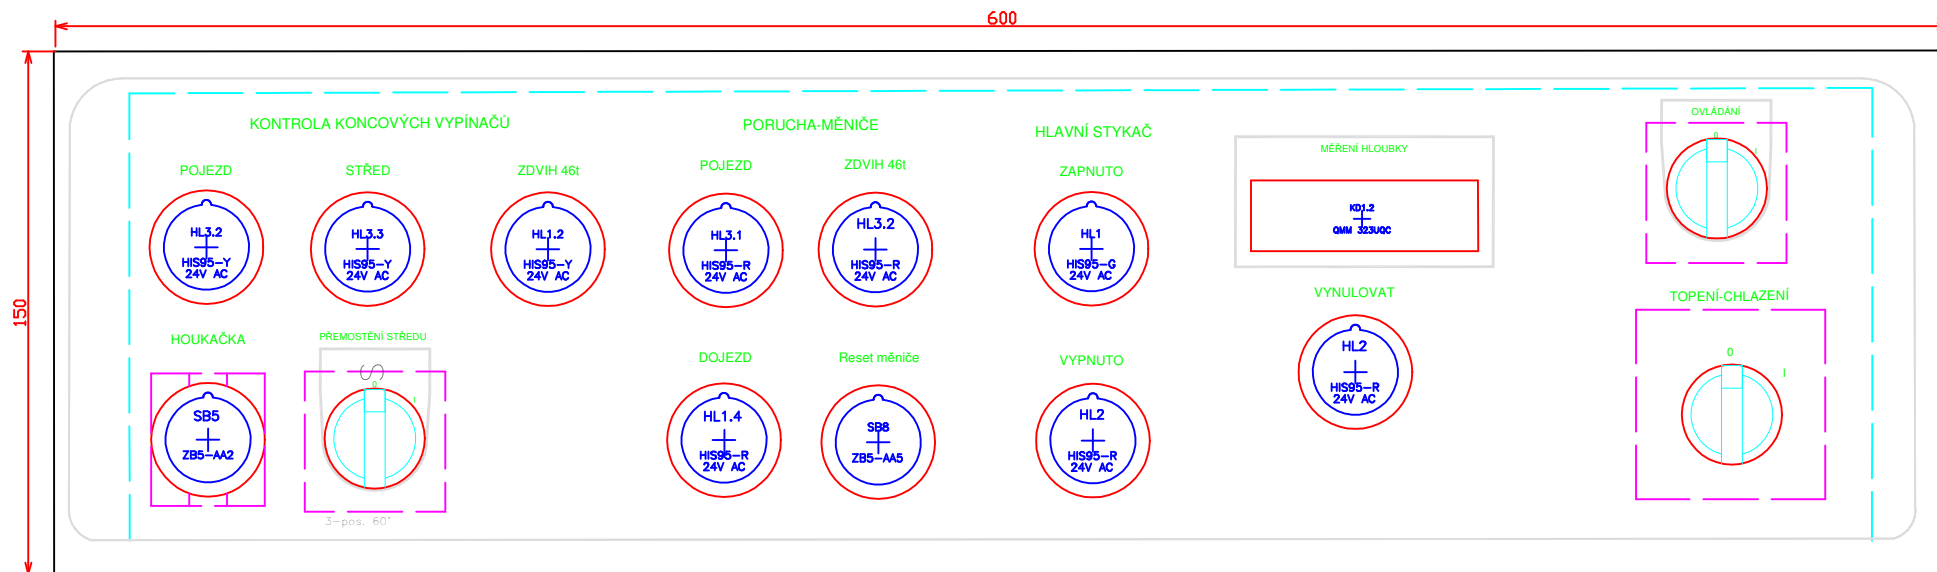 600
150
KONTROLA KONCOVÝCH VYPÍNAČŮ
PORUCHA-MĚNIČE
HLAVNÍ STYKAČ
OVLÁDÁNÍ
0
I
POJEZD
HL3.2
HIS95-Y
24V AC
STŘED
HL3.3
HIS95-Y
24V AC
ZDVIH 46t
HL1.2
HIS95-Y
24V AC
POJEZD
HL3.1
HIS95-R
24V AC
ZDVIH 46t
HL3.2
HIS95-R
24V AC
ZAPNUTO
HL1
HIS95-G
24V AC
MĚŘENÍ HLOUBKY
KD1.2
QMM 323UQC
VYNULOVAT
HL2
HIS95-R
24V AC
TOPENÍ-CHLAZENÍ
0
I
HOUKAČKA
SB5
ZB5-AA2
PŘEMOSTĚNÍ STŘEDU
S
0
I
3-pos. 60°
DOJEZD
HL1.4
HIS95-R
24V AC
Reset měniče
SB8
ZB5-AA5
VYPNUTO
HL2
HIS95-R
24V AC